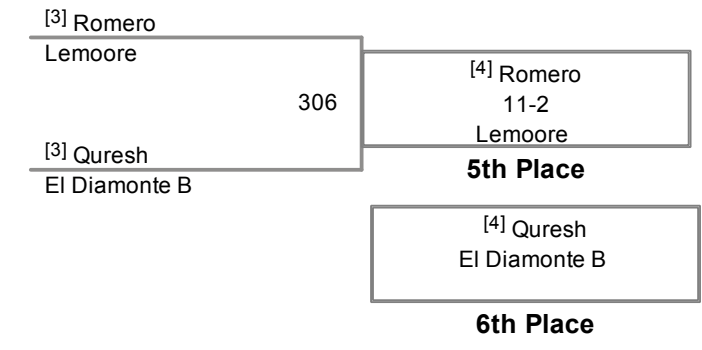 [3] Romero
Lemoore
306
[3] Quresh
El Diamonte B
[4] Romero
11-2
Lemoore
5th Place
[4] Quresh
El Diamonte B
6th Place